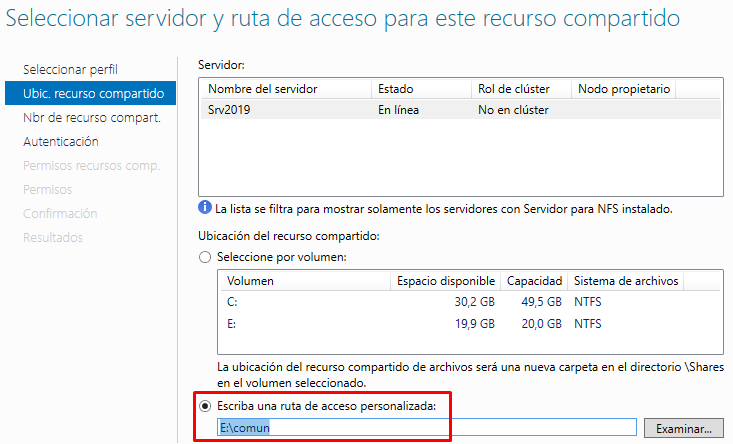 Seleccionar servidor y ruta de acceso para este recurso compartido
Seleccionar perfil
Ubic. recurso compartido
Nbr de recurso compart.
Autenticación
Permisos recursos comp.
Permisos
Confirmación
Resultados
Servidor:
Nombre del servidor Estado Rol de clúster Nodo propietario
Srv2019 En línea No en clúster
La lista se filtra para mostrar solamente los servidores con Servidor para NFS instalado.
Ubicación del recurso compartido:
Seleccione por volumen:
Volumen Espacio disponible Capacidad Sistema de archivos
C: 30,2 GB 49,5 GB NTFS
E: 19,9 GB 20,0 GB NTFS
La ubicación del recurso compartido de archivos será una nueva carpeta en el directorio \Shares
en el volumen seleccionado.
Escriba una ruta de acceso personalizada:
E:\comun Examinar...